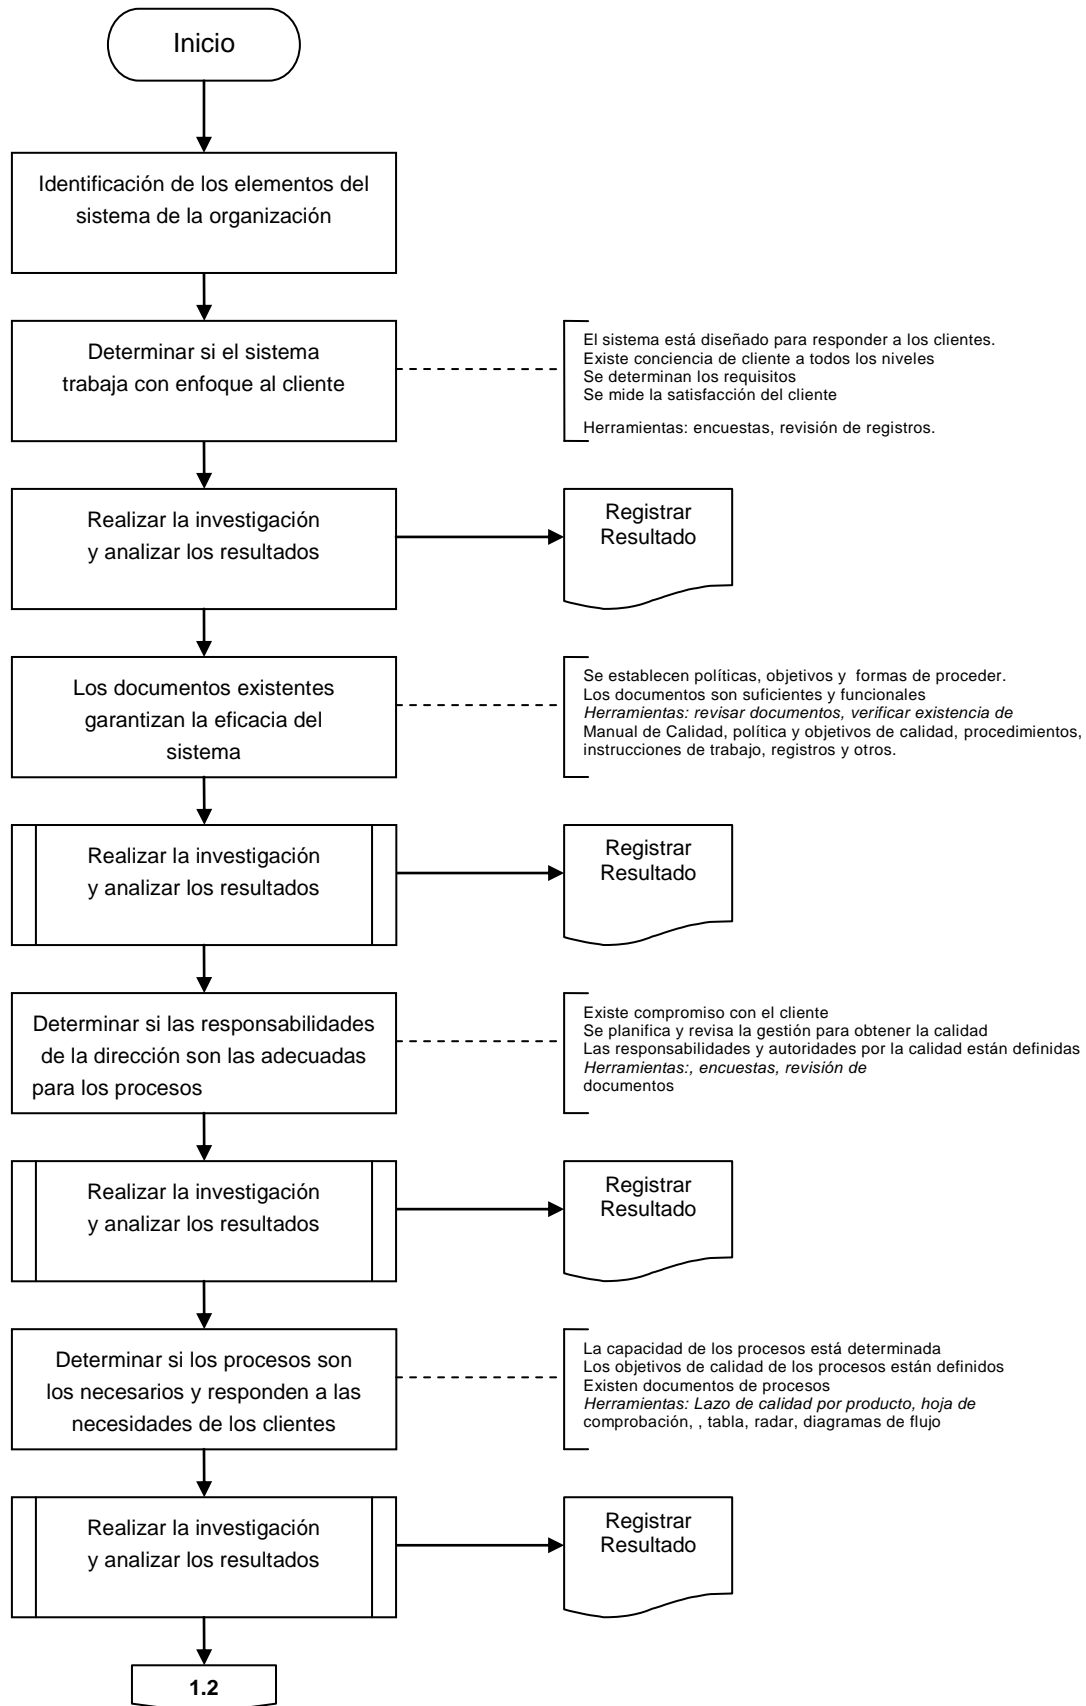 Inicio
Identificación de los elementos del
sistema de la organización
Determinar si el sistema
trabaja con enfoque al cliente
El sistema está diseñado para responder a los clientes.
Existe conciencia de cliente a todos los niveles
Se determinan los requisitos
Se mide la satisfacción del cliente
Herramientas: encuestas, revisión de registros.
Realizar la investigación
y analizar los resultados
Registrar
Resultado
Los documentos existentes
garantizan la eficacia del
sistema
Se establecen políticas, objetivos y  formas de proceder.
Los documentos son suficientes y funcionales
Herramientas: revisar documentos, verificar existencia de
Manual de Calidad, política y objetivos de calidad, procedimientos,
instrucciones de trabajo, registros y otros.
Realizar la investigación
y analizar los resultados
Registrar
Resultado
Determinar si las responsabilidades
de la dirección son las adecuadas
para los procesos
Existe compromiso con el cliente
Se planifica y revisa la gestión para obtener la calidad
Las responsabilidades y autoridades por la calidad están definidas
Herramientas:, encuestas, revisión de
documentos
Realizar la investigación
y analizar los resultados
Registrar
Resultado
Determinar si los procesos son
los necesarios y responden a las
necesidades de los clientes
La capacidad de los procesos está determinada
Los objetivos de calidad de los procesos están definidos
Existen documentos de procesos
Herramientas: Lazo de calidad por producto, hoja de
comprobación, , tabla, radar, diagramas de flujo
Realizar la investigación
y analizar los resultados
Registrar
Resultado
1.2